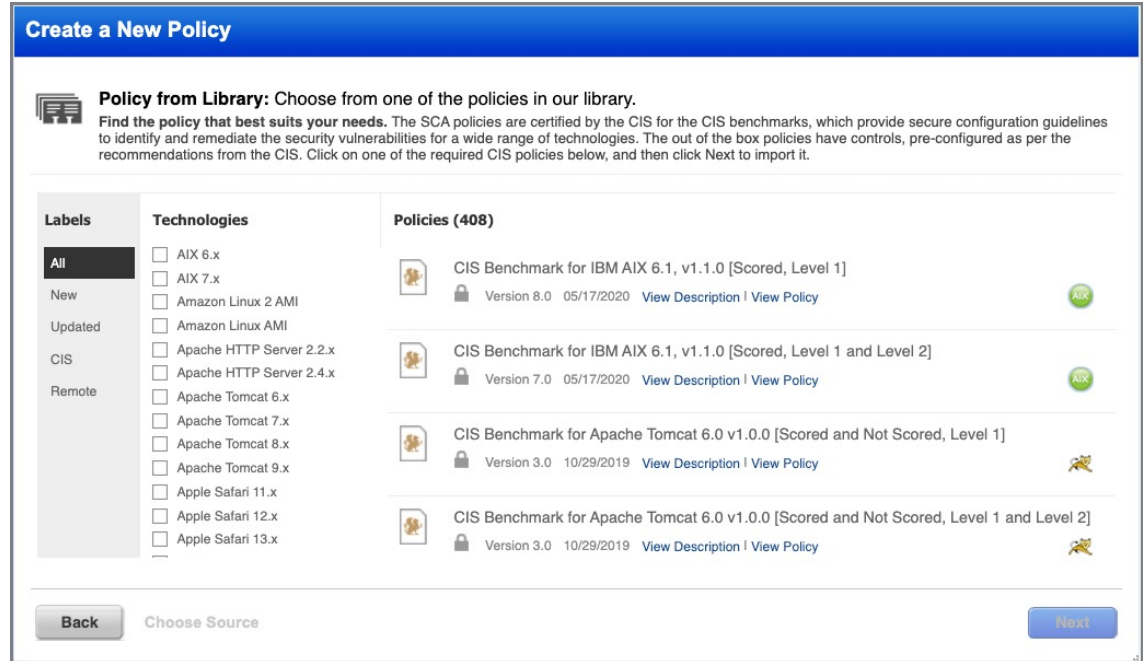 Create a New Policy
Policy from Library: Choose from one of the policies in our library.
Find the policy that best suits your needs. The SCA policies are certified by the CIS for the CIS benchmarks, which provide secure configuration guidelines
to identify and remediate the security vulnerabilities for a wide range of technologies. The out of the box policies have controls, pre-configured as per the
recommendations from the CIS. Click on one of the required CIS policies below, and then click Next to import it.
Labels
All
New
Updated
CIS
Remote
Technologies
AIX 6.x
AIX 7.x
Amazon Linux 2 AMI
Amazon Linux AMI
Apache HTTP Server 2.2.x
Apache HTTP Server 2.4.x
Apache Tomcat 6.x
Apache Tomcat 7.x
Apache Tomcat 8.x
Apache Tomcat 9.x
Apple Safari 11.x
Apple Safari 12.x
Apple Safari 13.x
Policies (408)
CIS Benchmark for IBM AIX 6.1, v1.1.0 [Scored, Level 1]
Version 8.0 05/17/2020 View Description | View Policy
AIX
CIS Benchmark for IBM AIX 6.1, v1.1.0 [Scored, Level 1 and Level 2]
Version 7.0 05/17/2020 View Description | View Policy
AIX
CIS Benchmark for Apache Tomcat 6.0 v1.0.0 [Scored and Not Scored, Level 1]
Version 3.0 10/29/2019 View Description | View Policy
CIS Benchmark for Apache Tomcat 6.0 v1.0.0 [Scored and Not Scored, Level 1 and Level 2]
Version 3.0 10/29/2019 View Description | View Policy
Back
Choose Source
Next